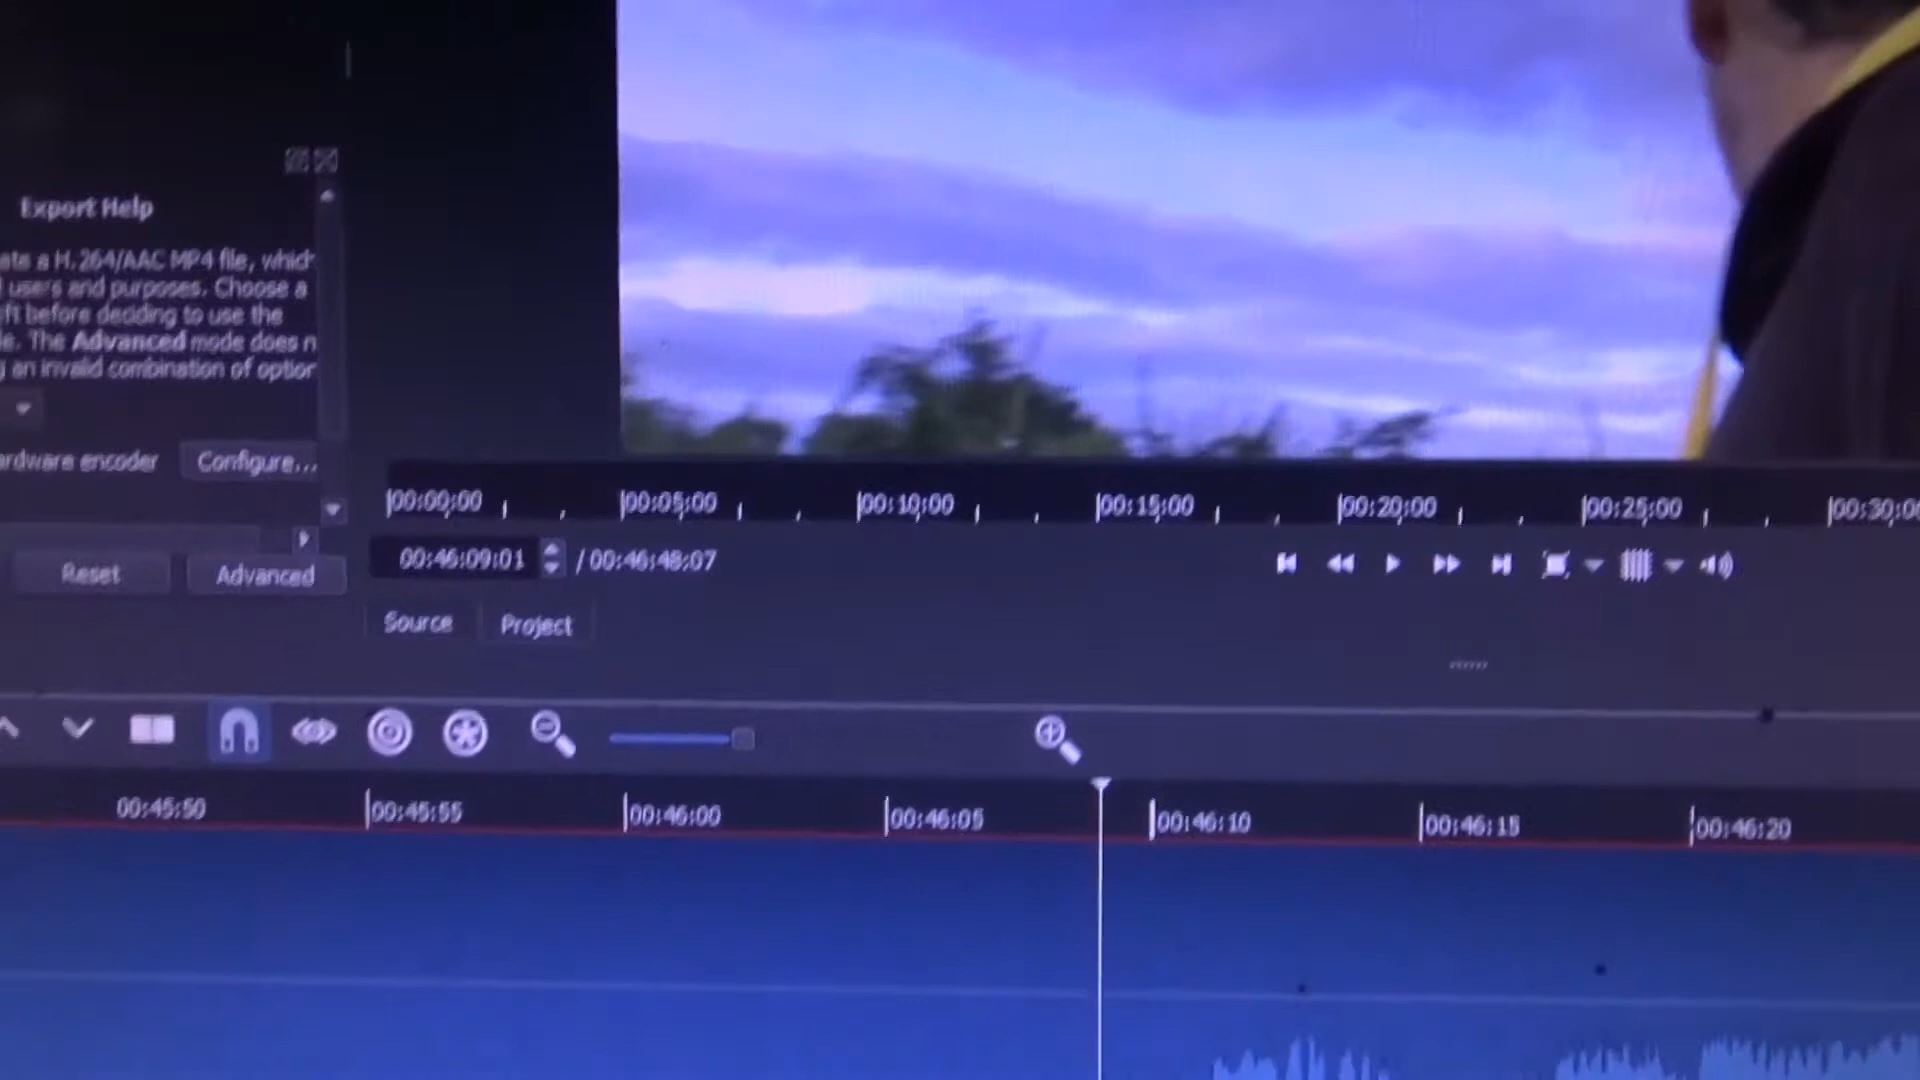 Export Help
ate a H.264/AAC MP4 file, which
users and purposes. Choose a
ft before deciding to use the
e. The Advanced mode does n
g an invalid combination of option
ardware encoder
Configure...
Reset
Advanced
00:00:00
00:05:00
00:10:00
00:15:00
00:20:00
00:25:00
00:30:00
00:46:09:01
/ 00:46:48:07
Source
Project
00:45:50
00:45:55
00:46:00
00:46:05
00:46:10
00:46:15
00:46:20